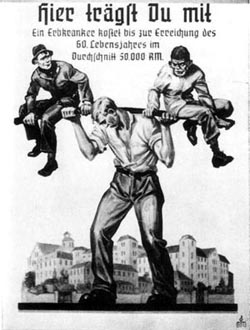 Hier trägst Du mit
Ein Erbkranker kostet bis zur Erreichung des
60. Lebensjahres im
Durchschnitt 50.000 RM.